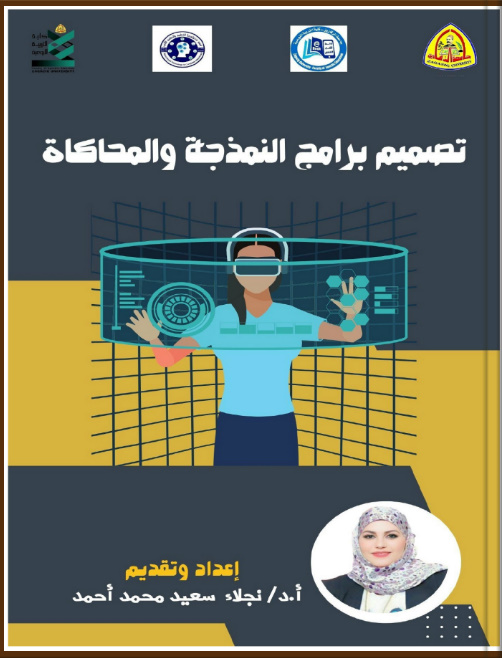 تصميم برامج النمذجة والمحاكاة
إعداد وتقديم
أ.د/ نجلاء سعيد محمد أحمد